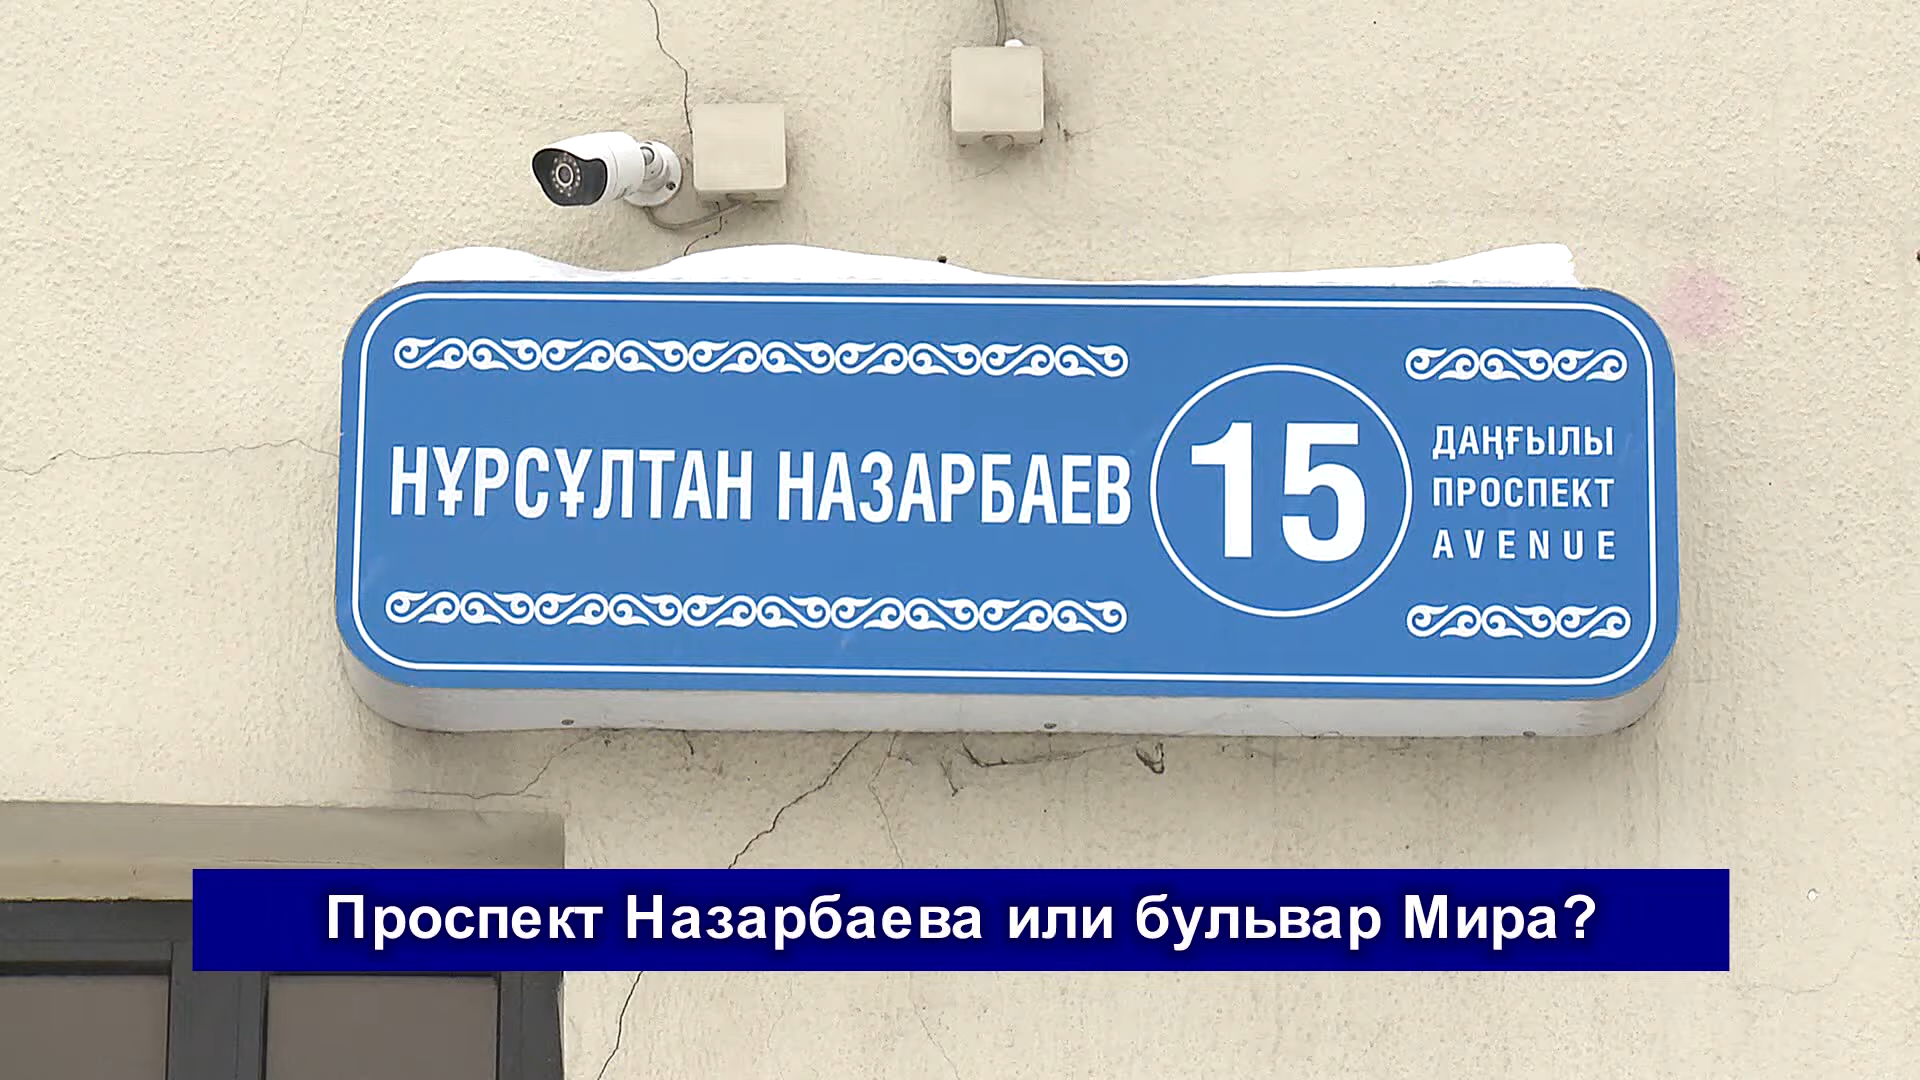 НҰРСҰЛТАН НАЗАРБАЕВ
15
ДАҢҒЫЛЫ
ПРОСПЕКТ
AVENUE
Проспект Назарбаева или бульвар Мира?